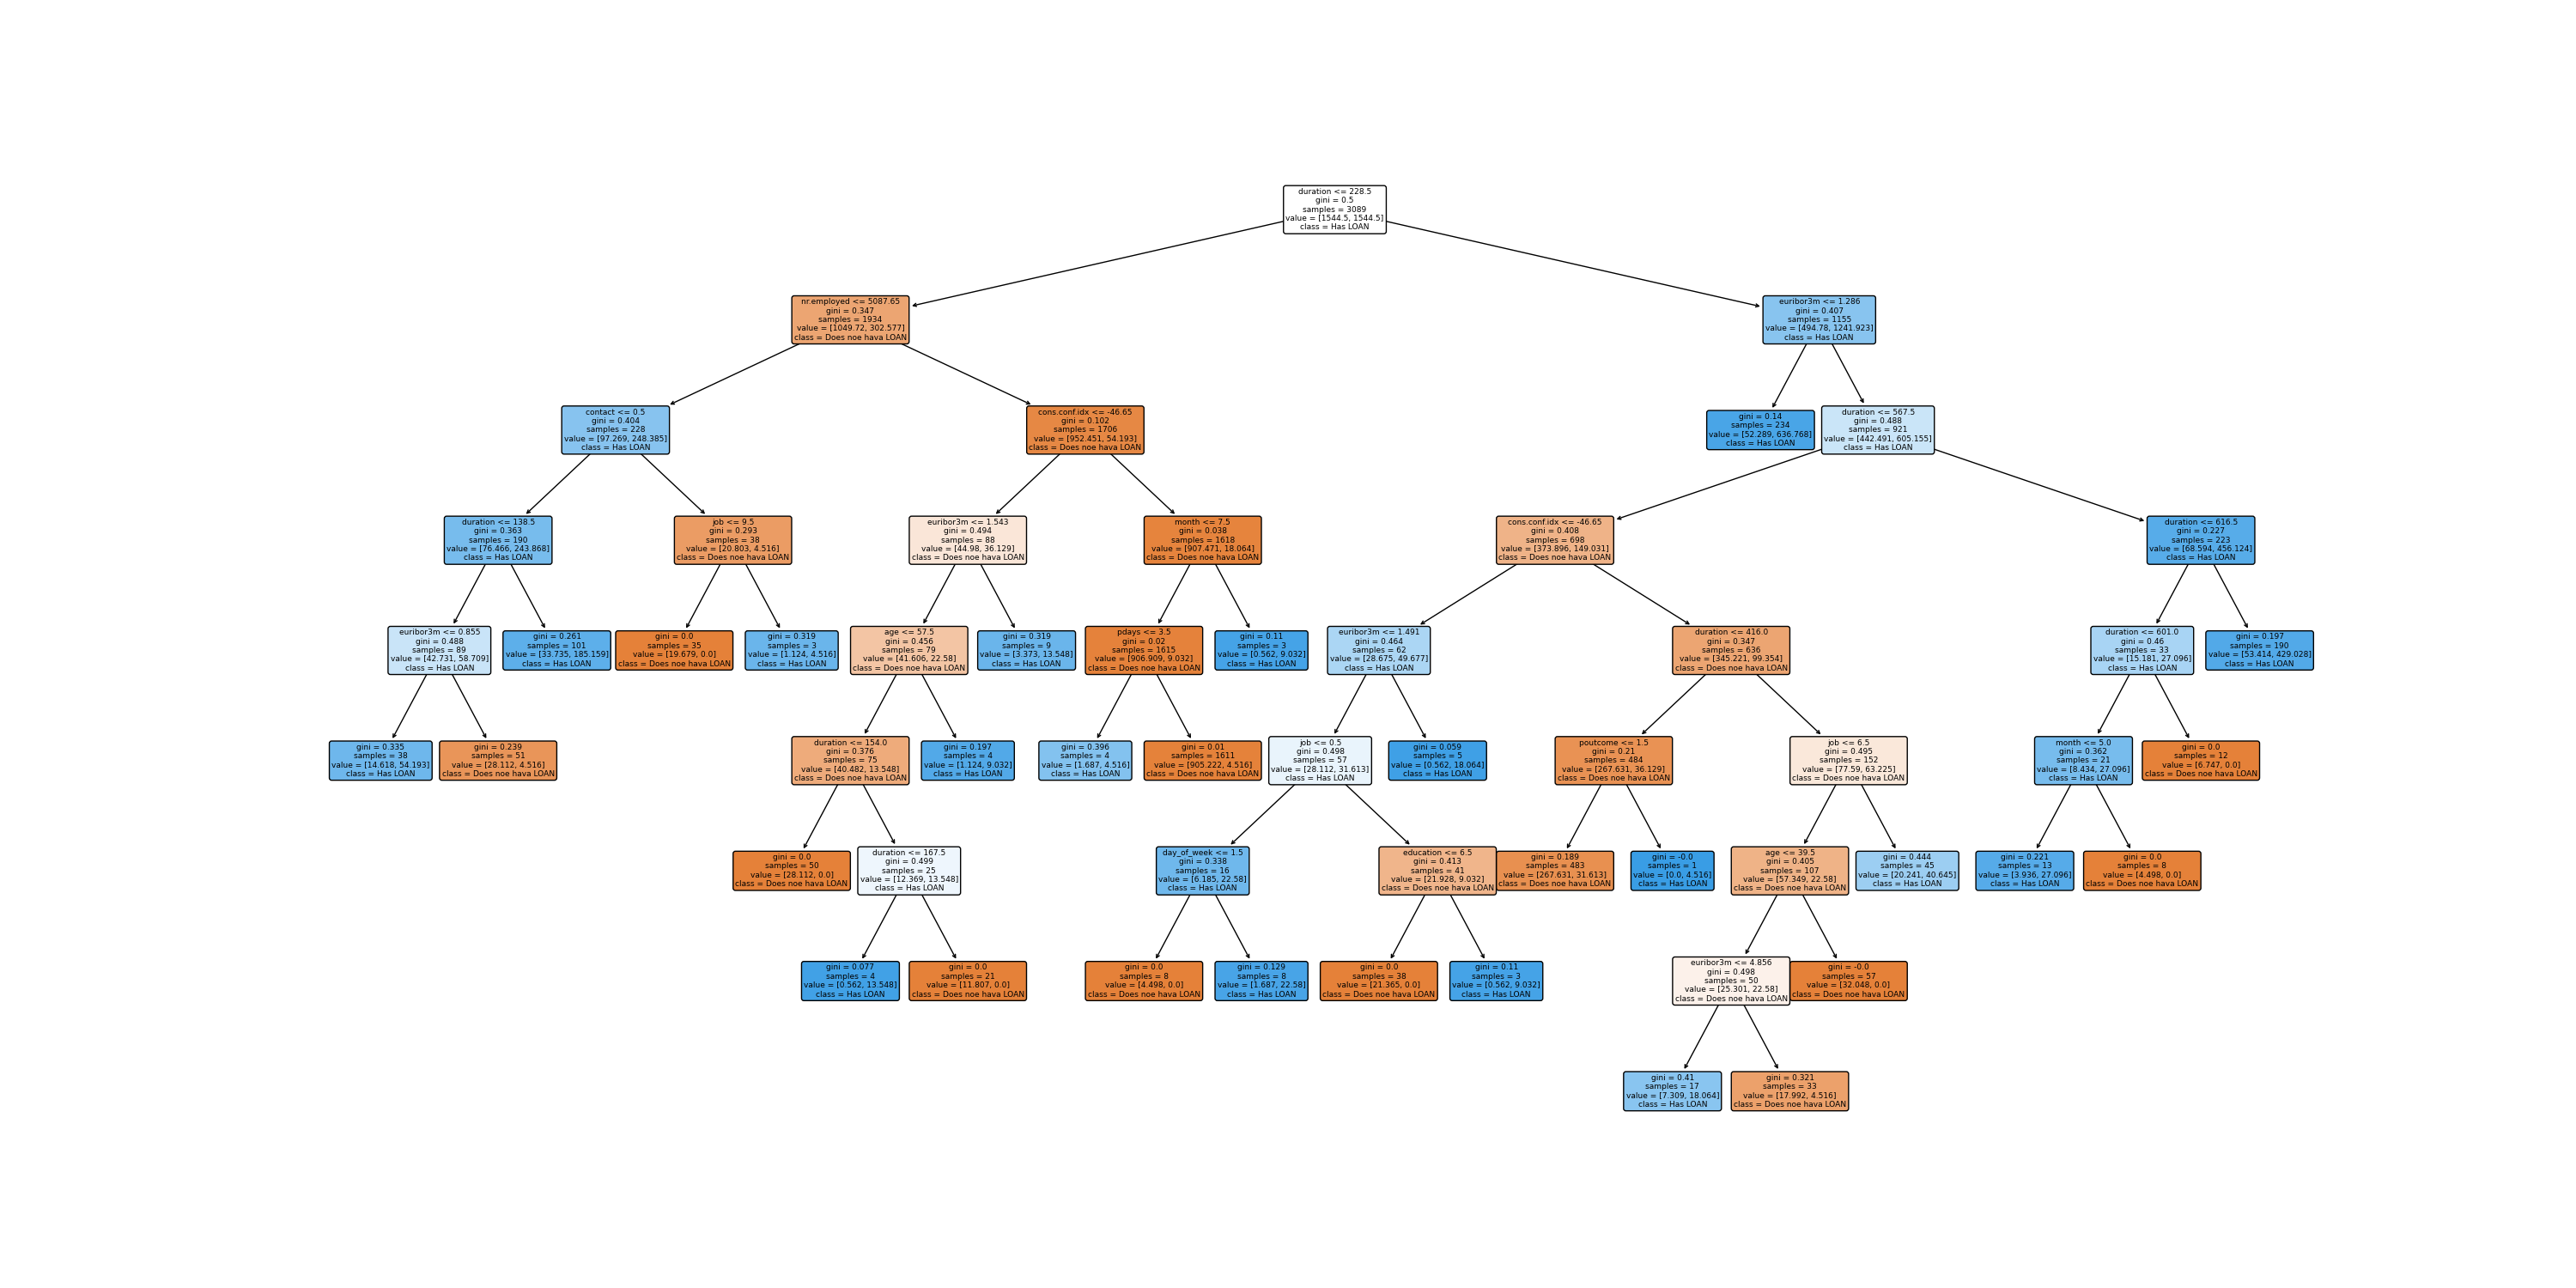 duration <= 228.5
gini = 0.5
samples = 3089
value = [1544.5, 1544.5]
class = Has LOAN
nr.employed <= 5087.65
gini = 0.347
samples = 1934
value = [1049.72, 302.577]
class = Does noe hava LOAN
euribor3m <= 1.286
gini = 0.407
samples = 1155
value = [494.78, 1241.923]
class = Has LOAN
contact <= 0.5
gini = 0.404
samples = 228
value = [97.269, 248.385]
class = Has LOAN
cons.conf.idx <= -46.65
gini = 0.102
samples = 1706
value = [952.451, 54.193]
class = Does noe hava LOAN
gini = 0.14
samples = 234
value = [52.289, 636.768]
class = Has LOAN
duration <= 567.5
gini = 0.488
samples = 921
value = [442.491, 605.155]
class = Has LOAN
duration <= 138.5
gini = 0.363
samples = 190
value = [76.466, 243.868]
class = Has LOAN
job <= 9.5
gini = 0.293
samples = 38
value = [20.803, 4.516]
class = Does noe hava LOAN
euribor3m <= 1.543
gini = 0.494
samples = 88
value = [44.98, 36.129]
class = Does noe hava LOAN
month <= 7.5
gini = 0.038
samples = 1618
value = [907.471, 18.064]
class = Does noe hava LOAN
cons.conf.idx <= -46.65
gini = 0.408
samples = 698
value = [373.896, 149.031]
class = Does noe hava LOAN
duration <= 616.5
gini = 0.227
samples = 223
value = [68.594, 456.124]
class = Has LOAN
euribor3m <= 0.855
gini = 0.488
samples = 89
value = [42.731, 58.709]
class = Has LOAN
gini = 0.261
samples = 101
value = [33.735, 185.159]
class = Has LOAN
gini = 0.0
samples = 35
value = [19.679, 0.0]
class = Does noe hava LOAN
gini = 0.319
samples = 3
value = [1.124, 4.516]
class = Has LOAN
age <= 57.5
gini = 0.456
samples = 79
value = [41.606, 22.58]
class = Does noe hava LOAN
gini = 0.319
samples = 9
value = [3.373, 13.548]
class = Has LOAN
pdays <= 3.5
gini = 0.02
samples = 1615
value = [906.909, 9.032]
class = Does noe hava LOAN
gini = 0.11
samples = 3
value = [0.562, 9.032]
class = Has LOAN
euribor3m <= 1.491
gini = 0.464
samples = 62
value = [28.675, 49.677]
class = Has LOAN
duration <= 416.0
gini = 0.347
samples = 636
value = [345.221, 99.354]
class = Does noe hava LOAN
duration <= 601.0
gini = 0.46
samples = 33
value = [15.181, 27.096]
class = Has LOAN
gini = 0.197
samples = 190
value = [53.414, 429.028]
class = Has LOAN
gini = 0.335
samples = 38
value = [14.618, 54.193]
class = Has LOAN
gini = 0.239
samples = 51
value = [28.112, 4.516]
class = Does noe hava LOAN
duration <= 154.0
gini = 0.376
samples = 75
value = [40.482, 13.548]
class = Does noe hava LOAN
gini = 0.197
samples = 4
value = [1.124, 9.032]
class = Has LOAN
gini = 0.396
samples = 4
value = [1.687, 4.516]
class = Has LOAN
gini = 0.01
samples = 1611
value = [905.222, 4.516]
class = Does noe hava LOAN
job <= 0.5
gini = 0.498
samples = 57
value = [28.112, 31.613]
class = Has LOAN
gini = 0.059
samples = 5
value = [0.562, 18.064]
class = Has LOAN
poutcome <= 1.5
gini = 0.21
samples = 484
value = [267.631, 36.129]
class = Does noe hava LOAN
job <= 6.5
gini = 0.495
samples = 152
value = [77.59, 63.225]
class = Does noe hava LOAN
month <= 5.0
gini = 0.362
samples = 21
value = [8.434, 27.096]
class = Has LOAN
gini = 0.0
samples = 12
value = [6.747, 0.0]
class = Does noe hava LOAN
gini = 0.0
samples = 50
value = [28.112, 0.0]
class = Does noe hava LOAN
duration <= 167.5
gini = 0.499
samples = 25
value = [12.369, 13.548]
class = Has LOAN
day_of_week <= 1.5
gini = 0.338
samples = 16
value = [6.185, 22.58]
class = Has LOAN
education <= 6.5
gini = 0.413
samples = 41
value = [21.928, 9.032]
class = Does noe hava LOAN
gini = 0.189
samples = 483
value = [267.631, 31.613]
class = Does noe hava LOAN
gini = -0.0
samples = 1
value = [0.0, 4.516]
class = Has LOAN
age <= 39.5
gini = 0.405
samples = 107
value = [57.349, 22.58]
class = Does noe hava LOAN
gini = 0.444
samples = 45
value = [20.241, 40.645]
class = Has LOAN
gini = 0.221
samples = 13
value = [3.936, 27.096]
class = Has LOAN
gini = 0.0
samples = 8
value = [4.498, 0.0]
class = Does noe hava LOAN
gini = 0.077
samples = 4
value = [0.562, 13.548]
class = Has LOAN
gini = 0.0
samples = 21
value = [11.807, 0.0]
class = Does noe hava LOAN
gini = 0.0
samples = 8
value = [4.498, 0.0]
class = Does noe hava LOAN
gini = 0.129
samples = 8
value = [1.687, 22.58]
class = Has LOAN
gini = 0.0
samples = 38
value = [21.365, 0.0]
class = Does noe hava LOAN
gini = 0.11
samples = 3
value = [0.562, 9.032]
class = Has LOAN
euribor3m <= 4.856
gini = 0.498
samples = 50
value = [25.301, 22.58]
class = Does noe hava LOAN
gini = -0.0
samples = 57
value = [32.048, 0.0]
class = Does noe hava LOAN
gini = 0.41
samples = 17
value = [7.309, 18.064]
class = Has LOAN
gini = 0.321
samples = 33
value = [17.992, 4.516]
class = Does noe hava LOAN